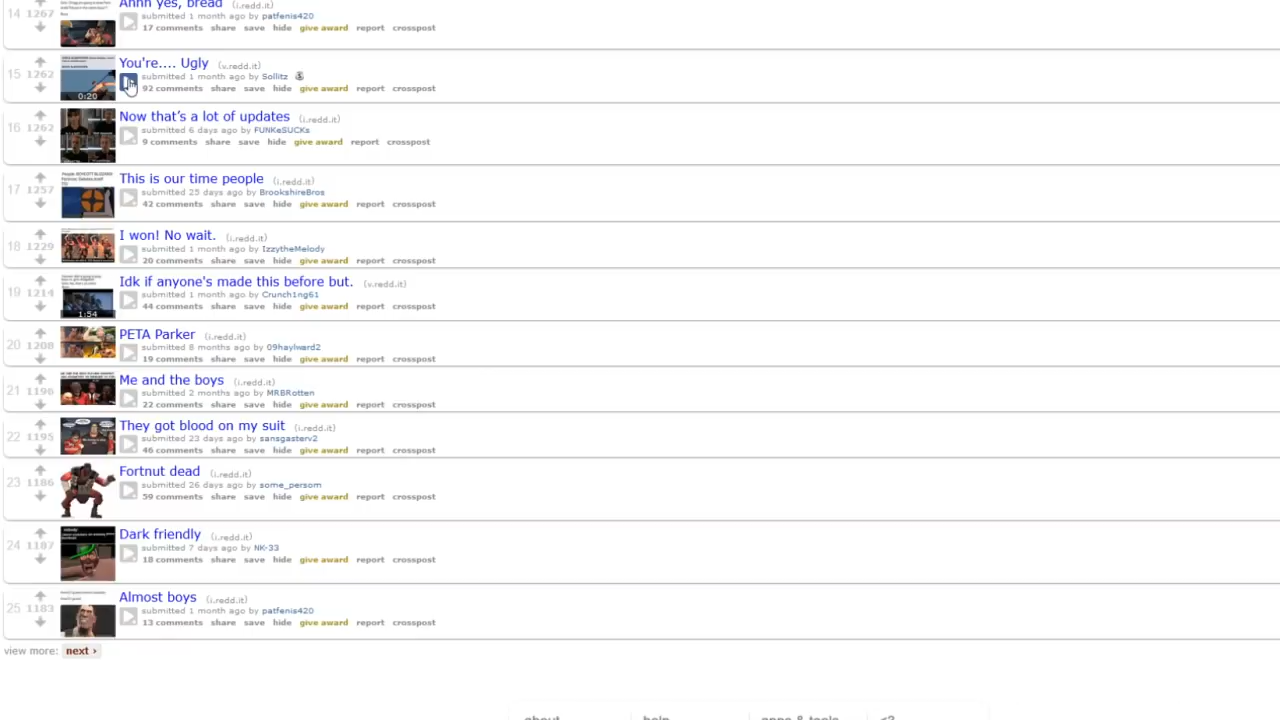 14 1267 Ahhh yes, bread (i.redd.it)
submitted 1 month ago by patfenis420
17 comments share save hide give award report crosspost
15 1262 You're.... Ugly (v.redd.it)
submitted 1 month ago by Sollitz
0:20
92 comments share save hide give award report crosspost
16 1262 Now that's a lot of updates (i.redd.it)
submitted 6 days ago by FUNKeSUCKs
9 comments share save hide give award report crosspost
17 1257 This is our time people (i.redd.it)
submitted 25 days ago by BrookshireBros
42 comments share save hide give award report crosspost
18 1229 I won! No wait. (i.redd.it)
submitted 1 month ago by IzzytheMelody
20 comments share save hide give award report crosspost
19 1214 Idk if anyone's made this before but. (v.redd.it)
submitted 1 month ago by Crunch1ng61
44 comments share save hide give award report crosspost
1:54
20 1208 PETA Parker (i.redd.it)
submitted 8 months ago by 09haylward2
19 comments share save hide give award report crosspost
21 1196 Me and the boys (i.redd.it)
submitted 2 months ago by MRBRotten
22 comments share save hide give award report crosspost
22 1195 They got blood on my suit (i.redd.it)
submitted 23 days ago by sansgasterv2
46 comments share save hide give award report crosspost
23 1186 Fortnut dead (i.redd.it)
submitted 26 days ago by some_persom
59 comments share save hide give award report crosspost
24 1187 Dark friendly (i.redd.it)
submitted 7 days ago by NK-33
18 comments share save hide give award report crosspost
25 1183 Almost boys (i.redd.it)
submitted 1 month ago by patfenis420
13 comments share save hide give award report crosspost
view more: next ›
about help apps & tools <3